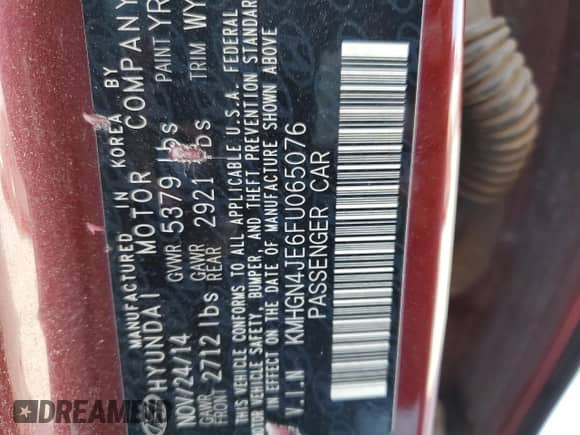 MANUFACTURED IN KOREA BY
HYUNDAI MOTOR COMPANY
NOV/24/14 GVWR 5379 lbs PAINT YR
GAWR FRONT 2712 lbs GAWR REAR 2921 lbs TRIM WY
THIS VEHICLE CONFORMS TO ALL APPLICABLE U.S.A. FEDERAL
MOTOR VEHICLE SAFETY, BUMPER, AND THEFT PREVENTION STANDAR
IN EFFECT ON THE DATE OF MANUFACTURE SHOWN ABOVE
V.I.N KMHGN4JE6FU065076
PASSENGER CAR
DREAMBID